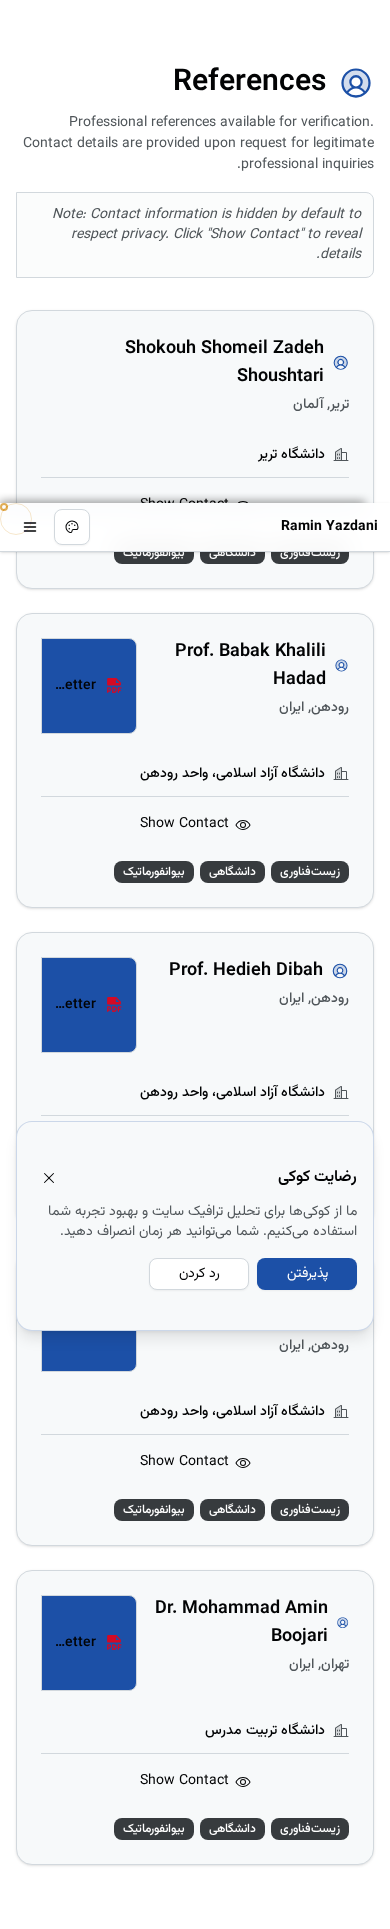 References
Professional references available for verification.
Contact details are provided upon request for legitimate
professional inquiries.
Note: Contact information is hidden by default to
respect privacy. Click "Show Contact" to reveal
details.
Shokouh Shomeil Zadeh
Shoushtari
تریر, آلمان
دانشگاه تریر
Show Contact
Ramin Yazdani
زیست‌فناوری
دانشگاهی
بیوانفورماتیک
Prof. Babak Khalili
Hadad
...etter
رودهن, ایران
دانشگاه آزاد اسلامی، واحد رودهن
Show Contact
زیست‌فناوری
دانشگاهی
بیوانفورماتیک
Prof. Hedieh Dibah
...etter
رودهن, ایران
دانشگاه آزاد اسلامی، واحد رودهن
رضایت کوکی
ما از کوکی‌ها برای تحلیل ترافیک سایت و بهبود تجربه شما
استفاده می‌کنیم. شما می‌توانید هر زمان انصراف دهید.
پذیرفتن
رد کردن
رودهن, ایران
دانشگاه آزاد اسلامی، واحد رودهن
Show Contact
زیست‌فناوری
دانشگاهی
بیوانفورماتیک
Dr. Mohammad Amin
Boojari
...etter
تهران, ایران
دانشگاه تربیت مدرس
Show Contact
زیست‌فناوری
دانشگاهی
بیوانفورماتیک